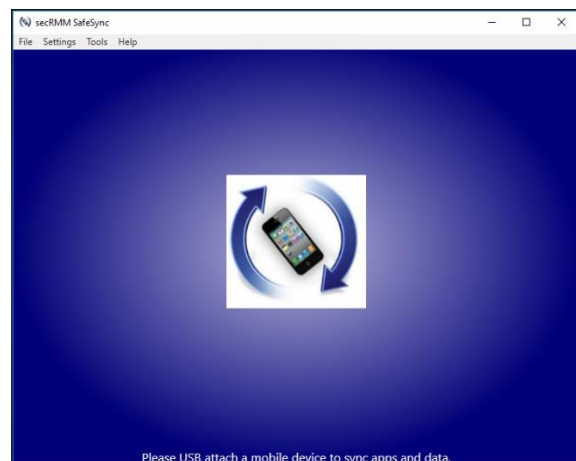 secRMM SafeSync
File Settings Tools Help
Please USB attach a mobile device to sync apps and data.